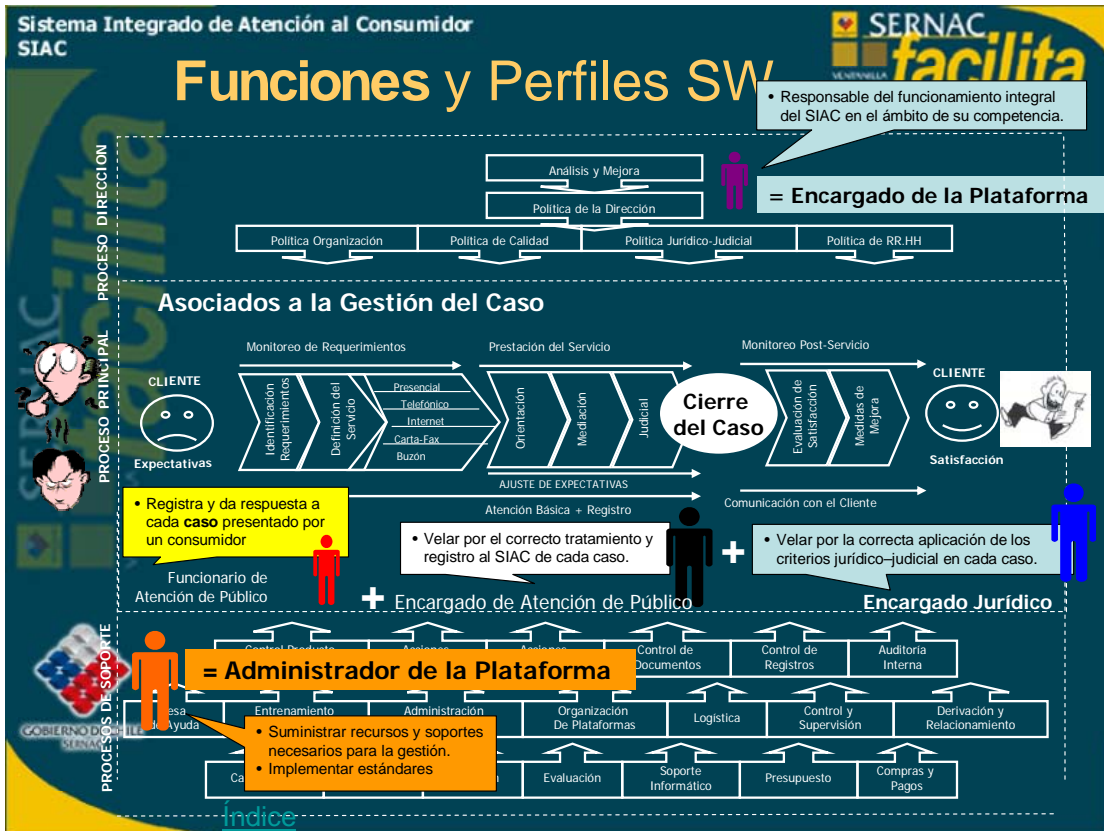 Sistema Integrado de Atención al Consumidor
SIAC
SERNAC
facilita
VENTANILLA
Funciones y Perfiles SW
• Responsable del funcionamiento integral
del SIAC en el ámbito de su competencia.
= Encargado de la Plataforma
PROCESO DIRECCION
Análisis y Mejora
Política de la Dirección
Política Organización
Política de Calidad
Política Jurídico-Judicial
Política de RR.HH
PROCESO PRINCIPAL
Asociados a la Gestión del Caso
Monitoreo de Requerimientos
Prestación del Servicio
Monitoreo Post-Servicio
CLIENTE
Expectativas
Identificación
Requerimientos
Definición del
Servicio
Presencial
Telefónico
Internet
Carta-Fax
Buzón
Orientación
Mediación
Judicial
Cierre
del Caso
Evaluación de
Satisfacción
Medidas de
Mejora
CLIENTE
Satisfacción
AJUSTE DE EXPECTATIVAS
Atención Básica + Registro
Comunicación con el Cliente
• Registra y da respuesta a
cada caso presentado por
un consumidor
Funcionario de
Atención de Público
+
• Velar por el correcto tratamiento y
registro al SIAC de cada caso.
Encargado de Atención de Público
+
• Velar por la correcta aplicación de los
criterios jurídico–judicial en cada caso.
Encargado Jurídico
PROCESOS DE SOPORTE
Control de
Documentos
Control de
Registros
Auditoría
Interna
= Administrador de la Plataforma
Entrenamiento
Administración
Organización
De Plataformas
Logística
Control y
Supervisión
Derivación y
Relacionamiento
• Suministrar recursos y soportes
necesarios para la gestión.
• Implementar estándares
Evaluación
Soporte
Informático
Presupuesto
Compras y
Pagos
GOBIERNO DE CHILE
SERNAC
Índice